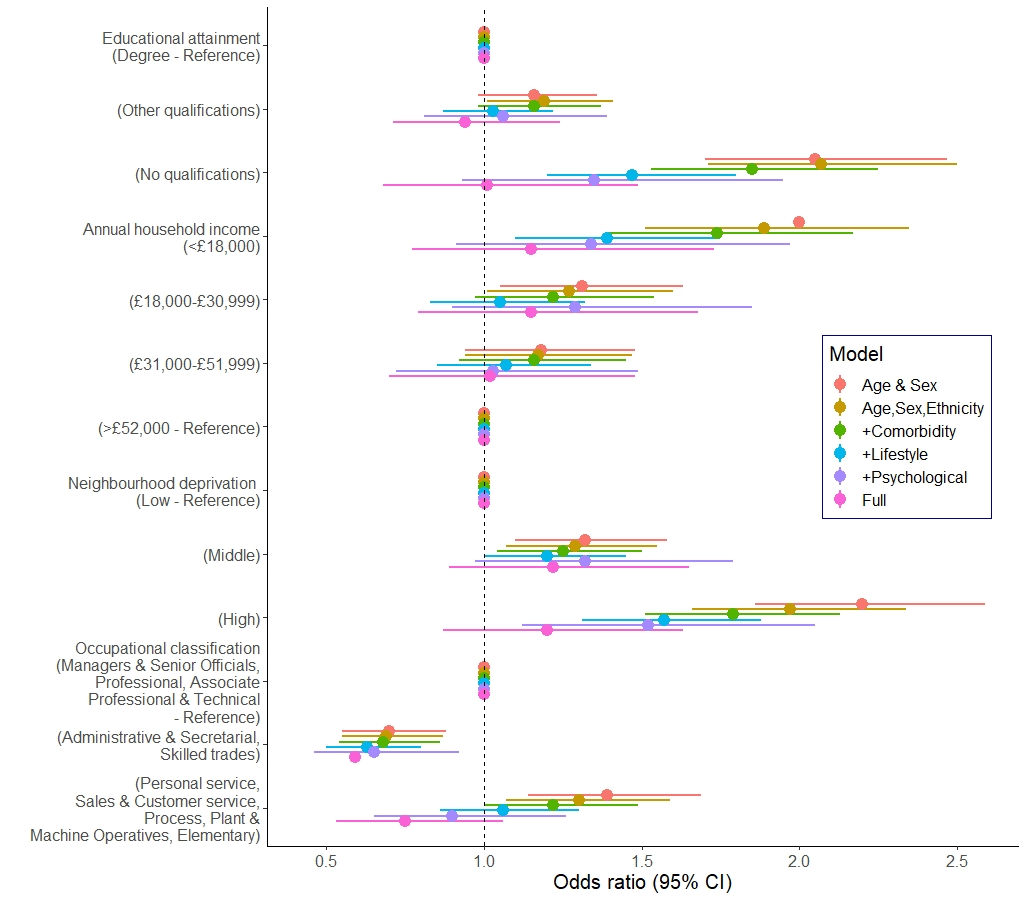 Educational attainment
(Degree - Reference)
(Other qualifications)
(No qualifications)
Annual household income
(<£18,000)
(£18,000-£30,999)
(£31,000-£51,999)
(>£52,000 - Reference)
Neighbourhood deprivation
(Low - Reference)
(Middle)
(High)
Occupational classification
(Managers & Senior Officials,
Professional, Associate
Professional & Technical
- Reference)
(Administrative & Secretarial,
Skilled trades)
(Personal service,
Sales & Customer service,
Process, Plant &
Machine Operatives, Elementary)
Model
Age & Sex
Age,Sex,Ethnicity
+Comorbidity
+Lifestyle
+Psychological
Full
0.5 1.0 1.5 2.0 2.5
Odds ratio (95% CI)